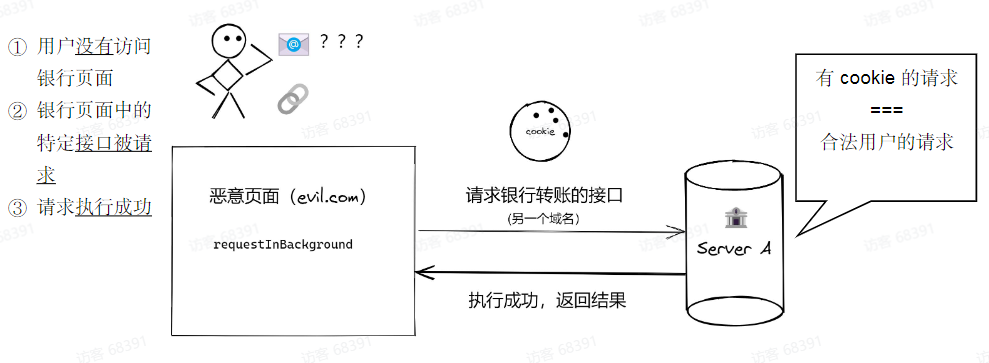 ① 用户没有访问
银行页面
② 银行页面中的
特定接口被请
求
③ 请求执行成功
@ ? ? ?
恶意页面（evil.com）
requestInBackground
cookie
请求银行转账的接口
(另一个域名)
执行成功，返回结果
Server A
有 cookie 的请求
===
合法用户的请求
访客 68391